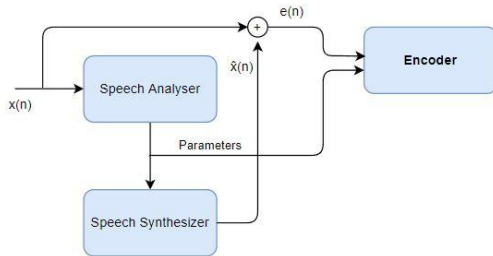 e(n)
+
x̂(n)
Encoder
Speech Analyser
x(n)
Parameters
Speech Synthesizer